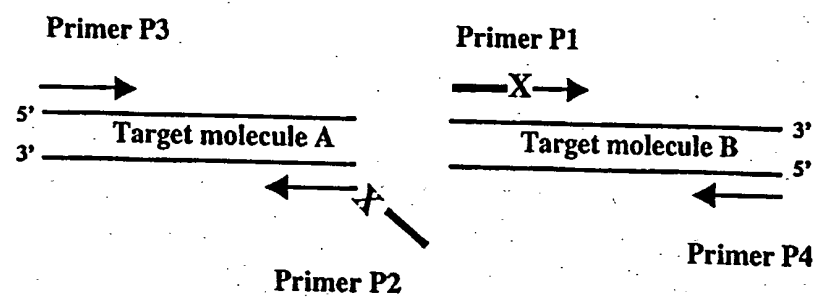 Primer P3
Primer P1
X
5'
Target molecule A
3'
3'
Target molecule B
5'
X
Primer P2
Primer P4